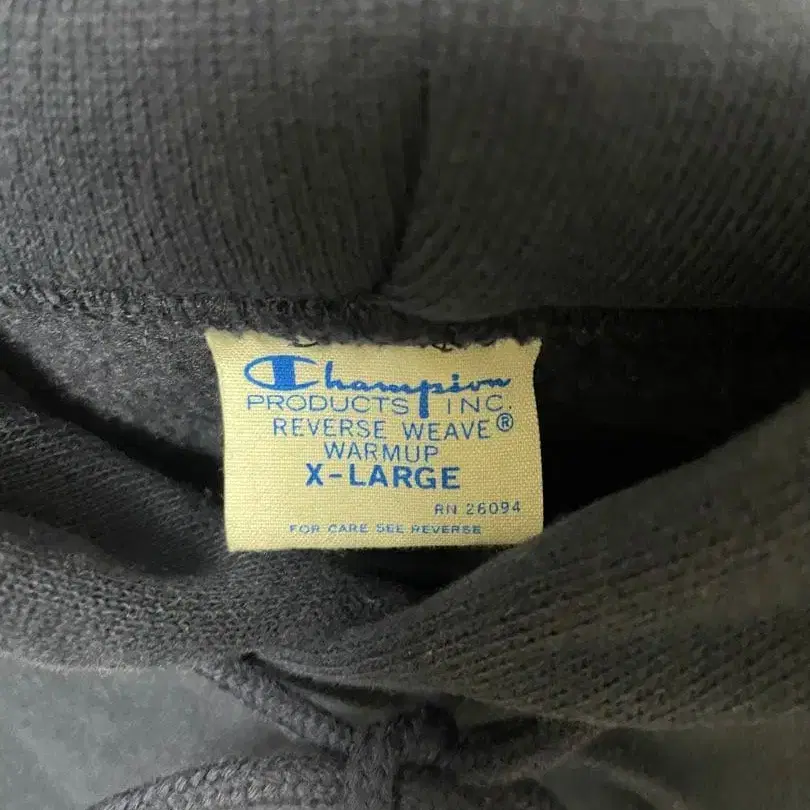 Champion
PRODUCTS INC.
REVERSE WEAVE®
WARMUP
X-LARGE
RN 26094
FOR CARE SEE REVERSE